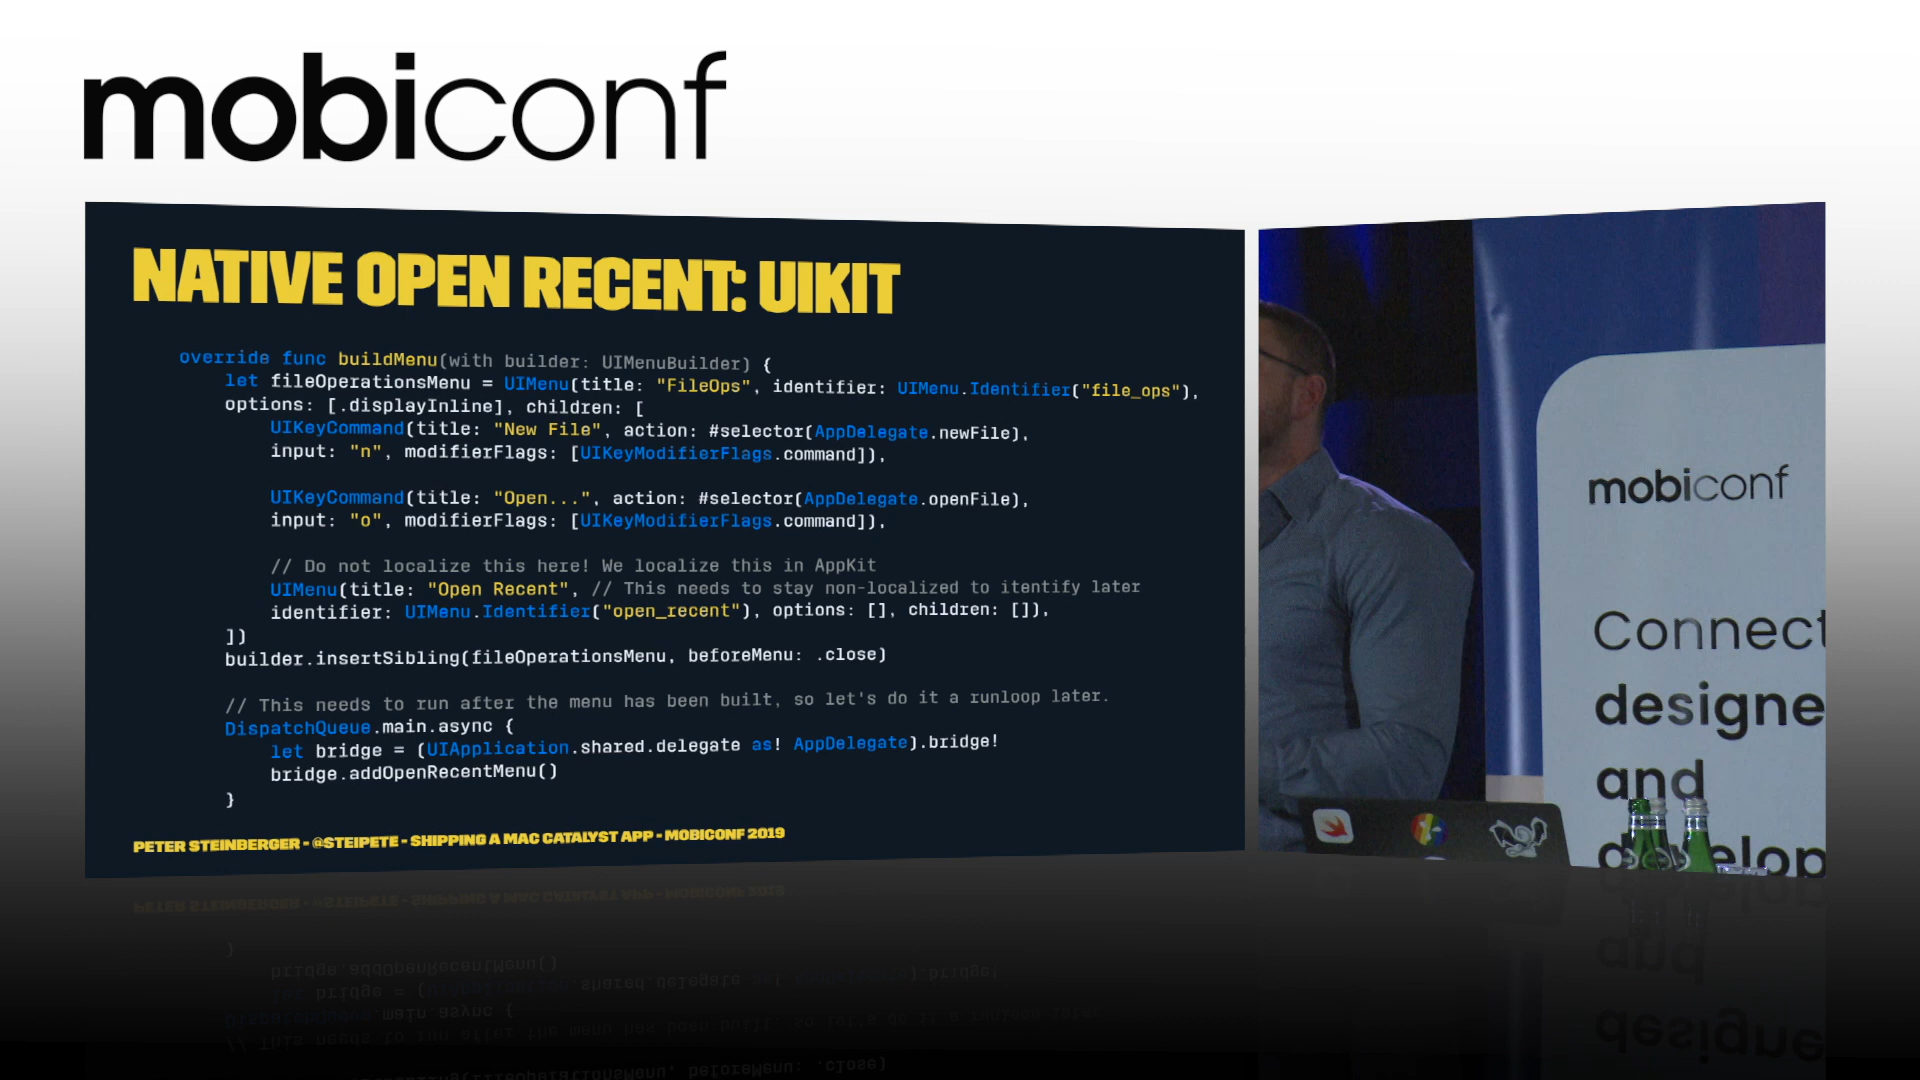 mobiconf
NATIVE OPEN RECENT: UIKIT
override func buildMenu(with builder: UIMenuBuilder) {
let fileOperationsMenu = UIMenu(title: "FileOps", identifier: UIMenu.Identifier("file_ops"),
options: [.displayInline], children: [
UIKeyCommand(title: "New File", action: #selector(AppDelegate.newFile),
input: "n", modifierFlags: [UIKeyModifierFlags.command]),
UIKeyCommand(title: "Open...", action: #selector(AppDelegate.openFile),
input: "o", modifierFlags: [UIKeyModifierFlags.command]),
// Do not localize this here! We localize this in AppKit
UIMenu(title: "Open Recent", // This needs to stay non-localized to itentify later
identifier: UIMenu.Identifier("open_recent"), options: [], children: []),
])
builder.insertSibling(fileOperationsMenu, beforeMenu: .close)
// This needs to run after the menu has been built, so let's do it a runloop later.
DispatchQueue.main.async {
let bridge = (UIApplication.shared.delegate as! AppDelegate).bridge!
bridge.addOpenRecentMenu()
}
PETER STEINBERGER - @STEIPETE - SHIPPING A MAC CATALYST APP - MOBICONF 2019
mobiconf
Connect
designe
and